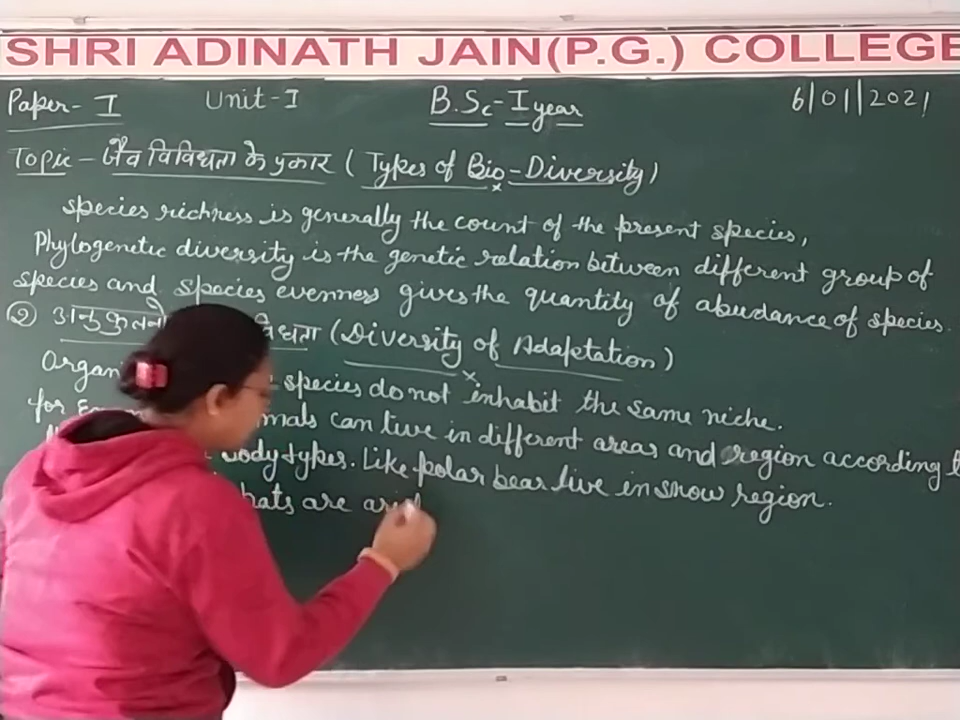 SHRI ADINATH JAIN(P.G.) COLLEGE
Paper - I Unit - I B.Sc - I year 6/01/2021
Topic - जैव विविधता के प्रकार ( Types of Bio-Diversity )
Species richness is generally the count of the present species,
Phylogenetic diversity is the genetic relation between different group of
species and species evenness gives the quantity of abundance of species.
(Diversity of Adaptation)
species do not inhabit the same niche.
for can live in different areas and region according
body types. Like polar bear live in snow region.
bats are